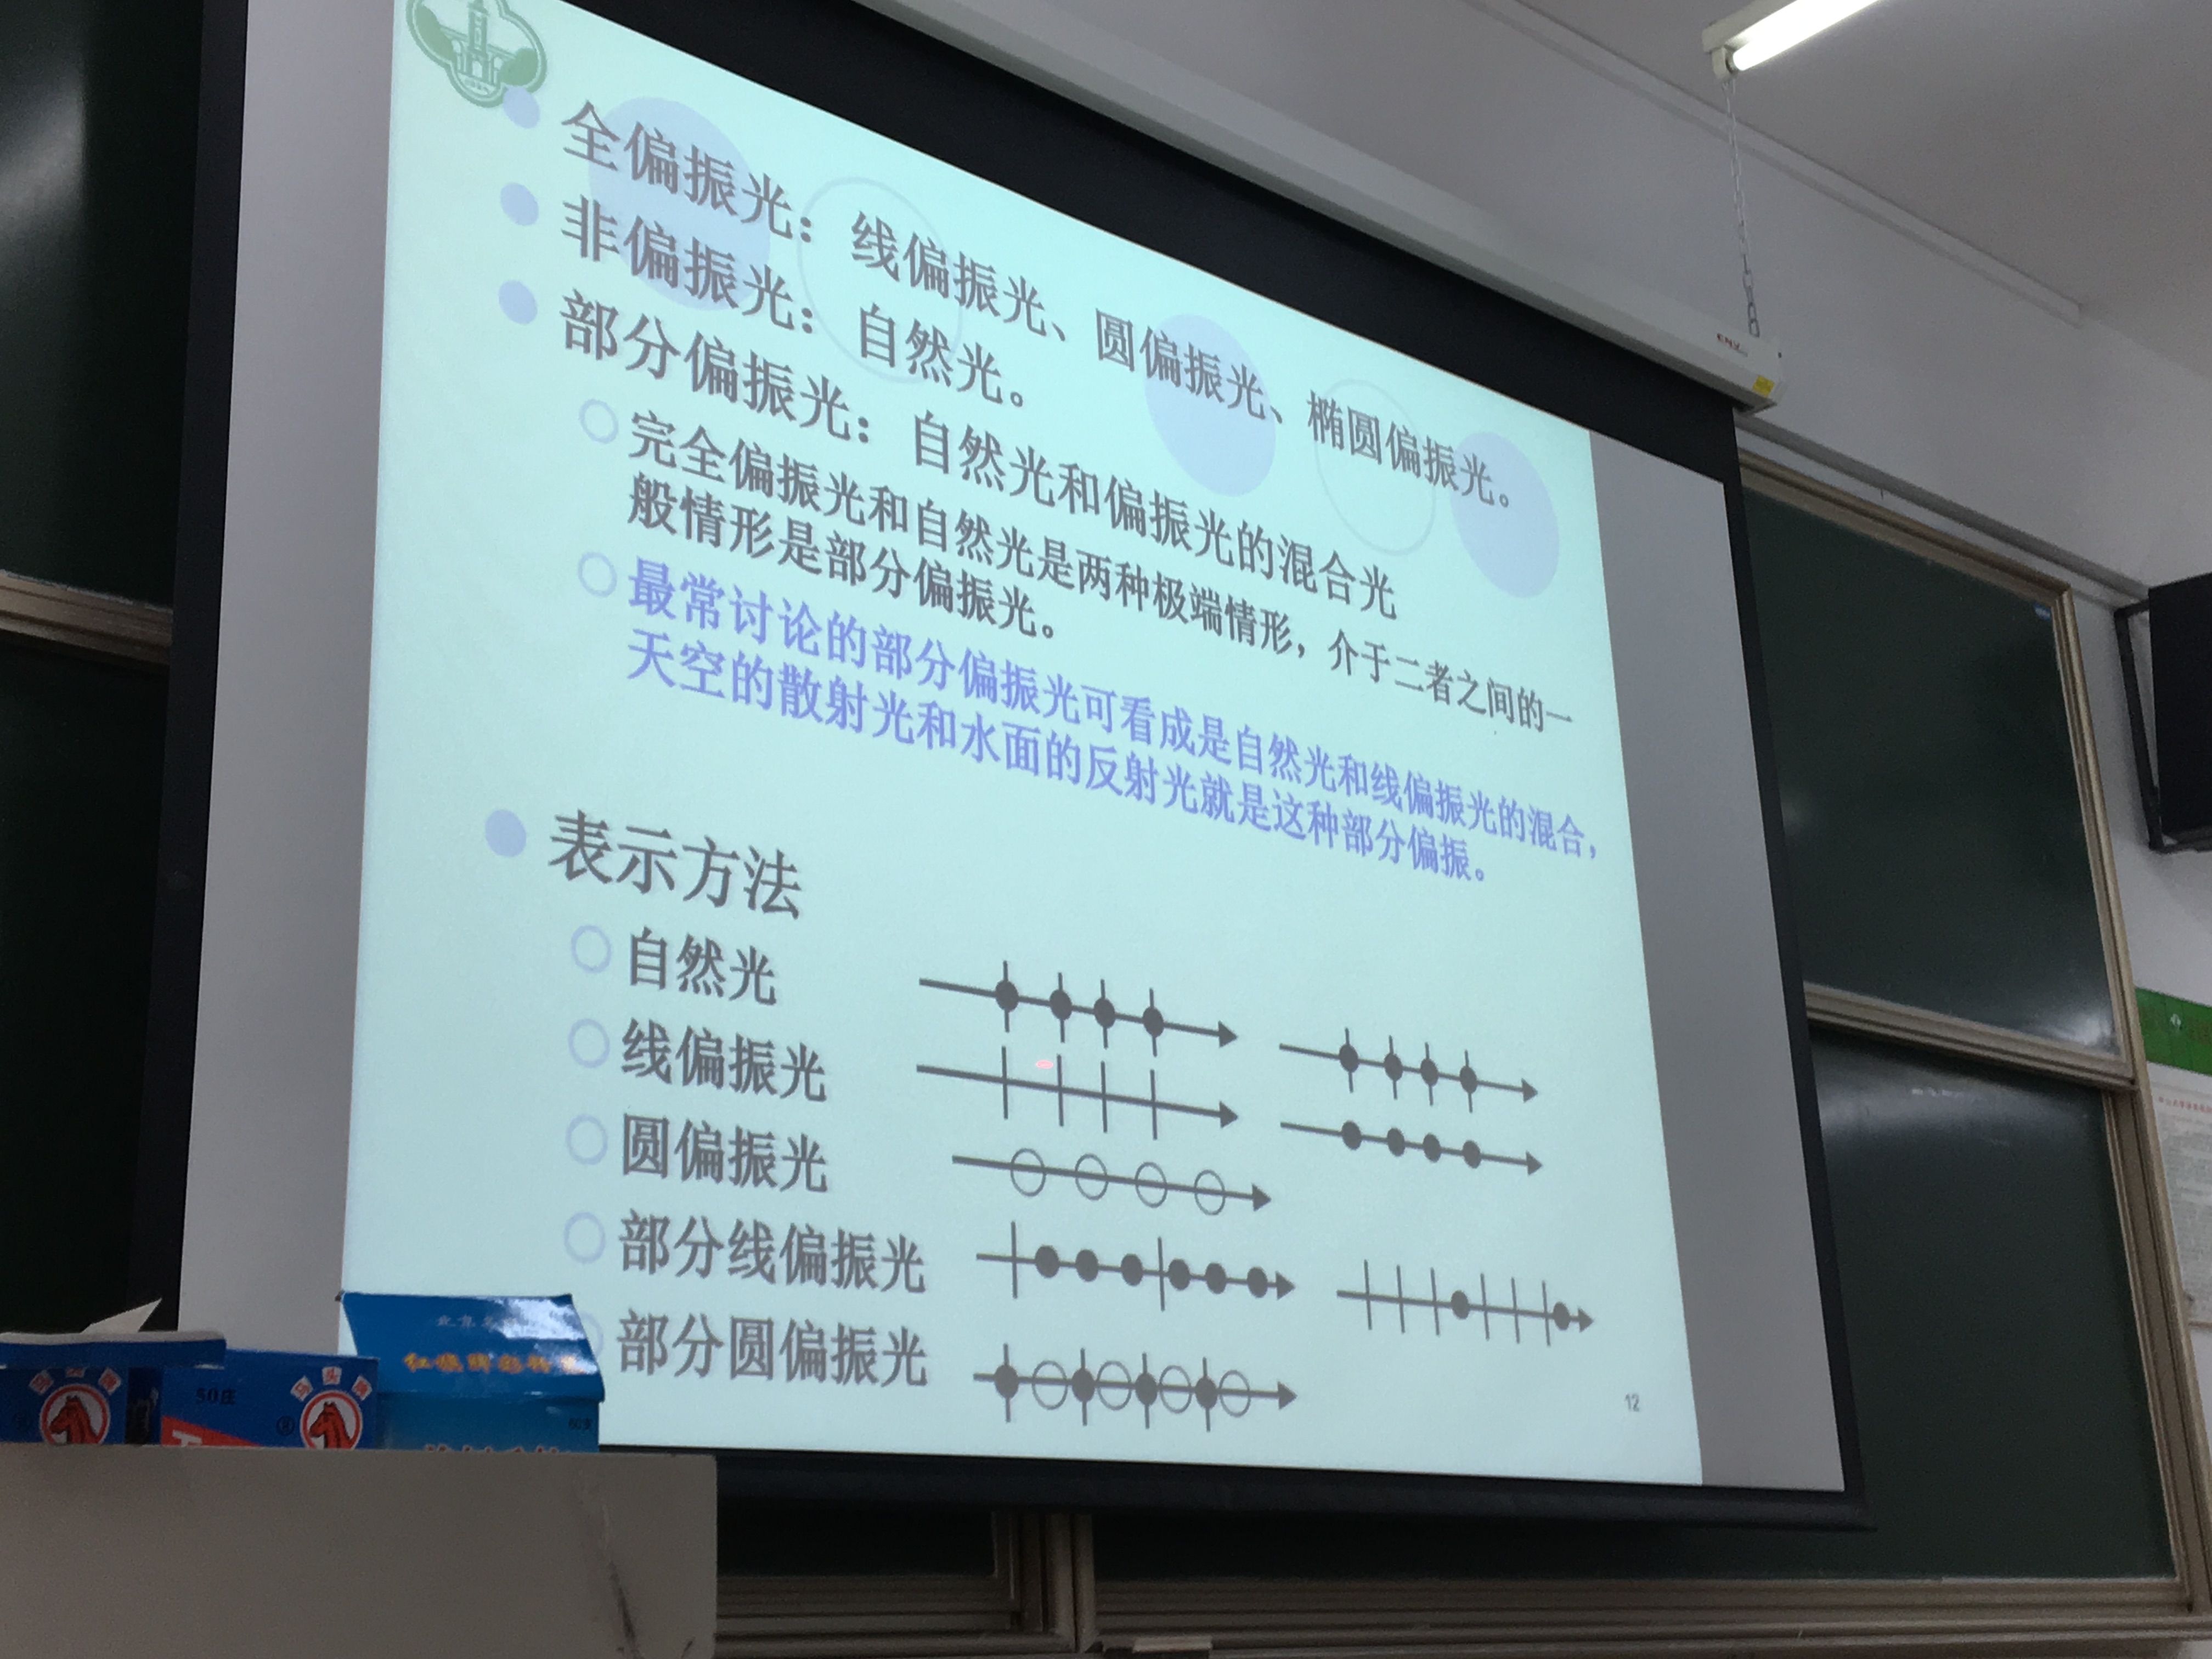 全偏振光：线偏振光、圆偏振光、椭圆偏振光。
非偏振光：自然光。
部分偏振光：自然光和偏振光的混合光
完全偏振光和自然光是两种极端情形，介于二者之间的一
般情形是部分偏振光。
最常讨论的部分偏振光可看成是自然光和线偏振光的混合，
天空的散射光和水面的反射光就是这种部分偏振。
表示方法
自然光
线偏振光
圆偏振光
部分线偏振光
部分圆偏振光
12
50庄